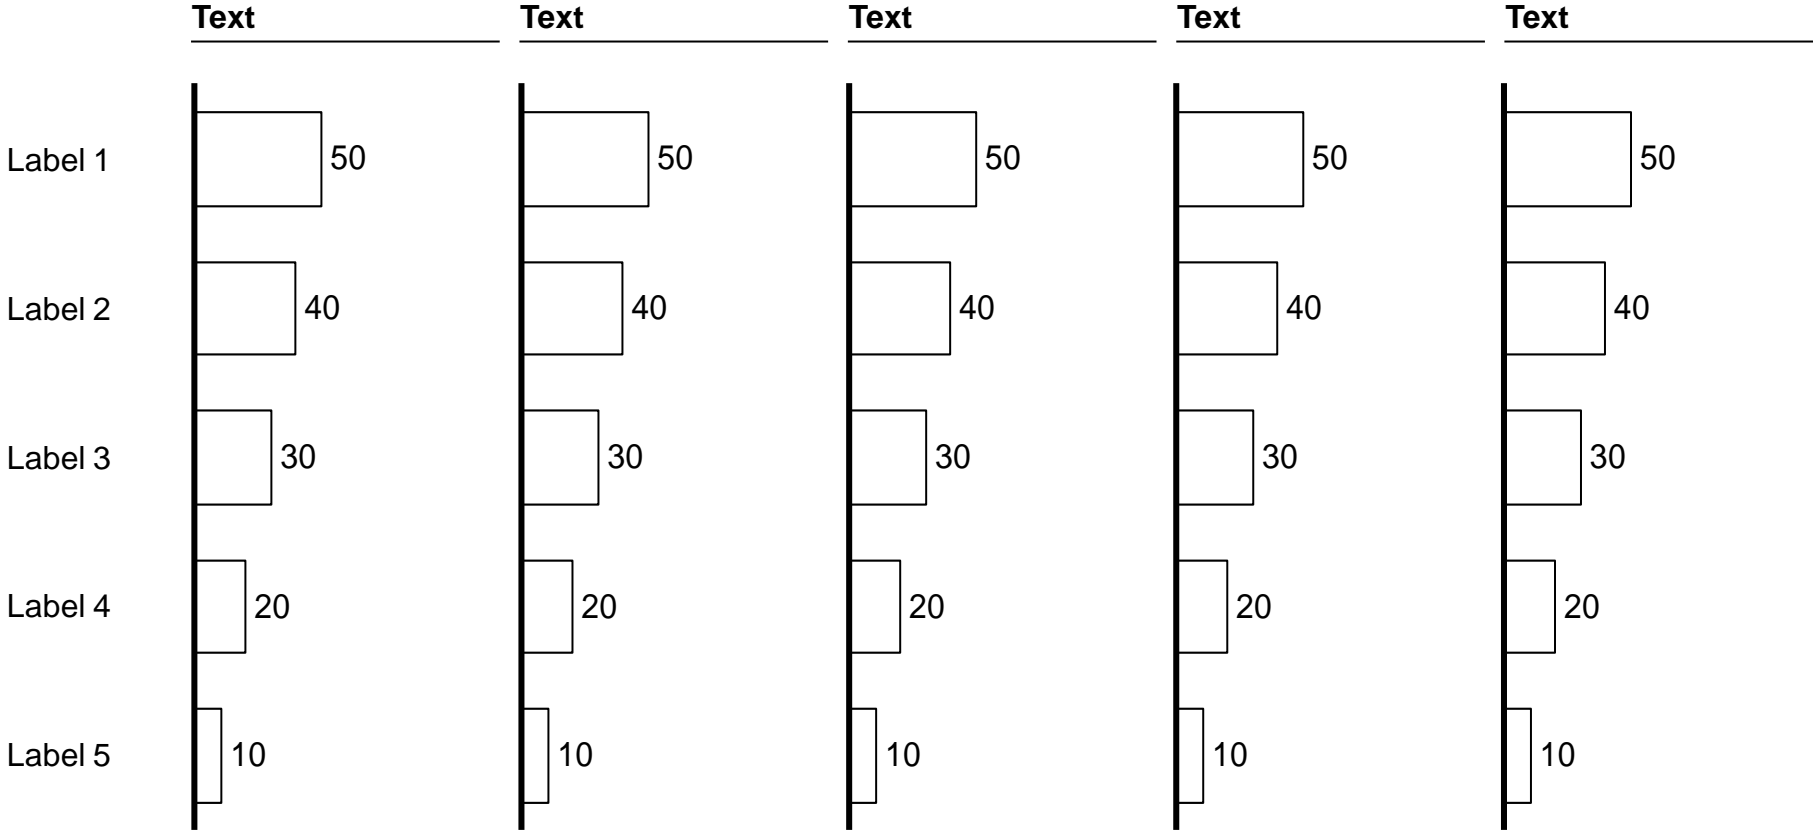 Text Text Text Text Text
Label 1 50 50 50 50 50
Label 2 40 40 40 40 40
Label 3 30 30 30 30 30
Label 4 20 20 20 20 20
Label 5 10 10 10 10 10